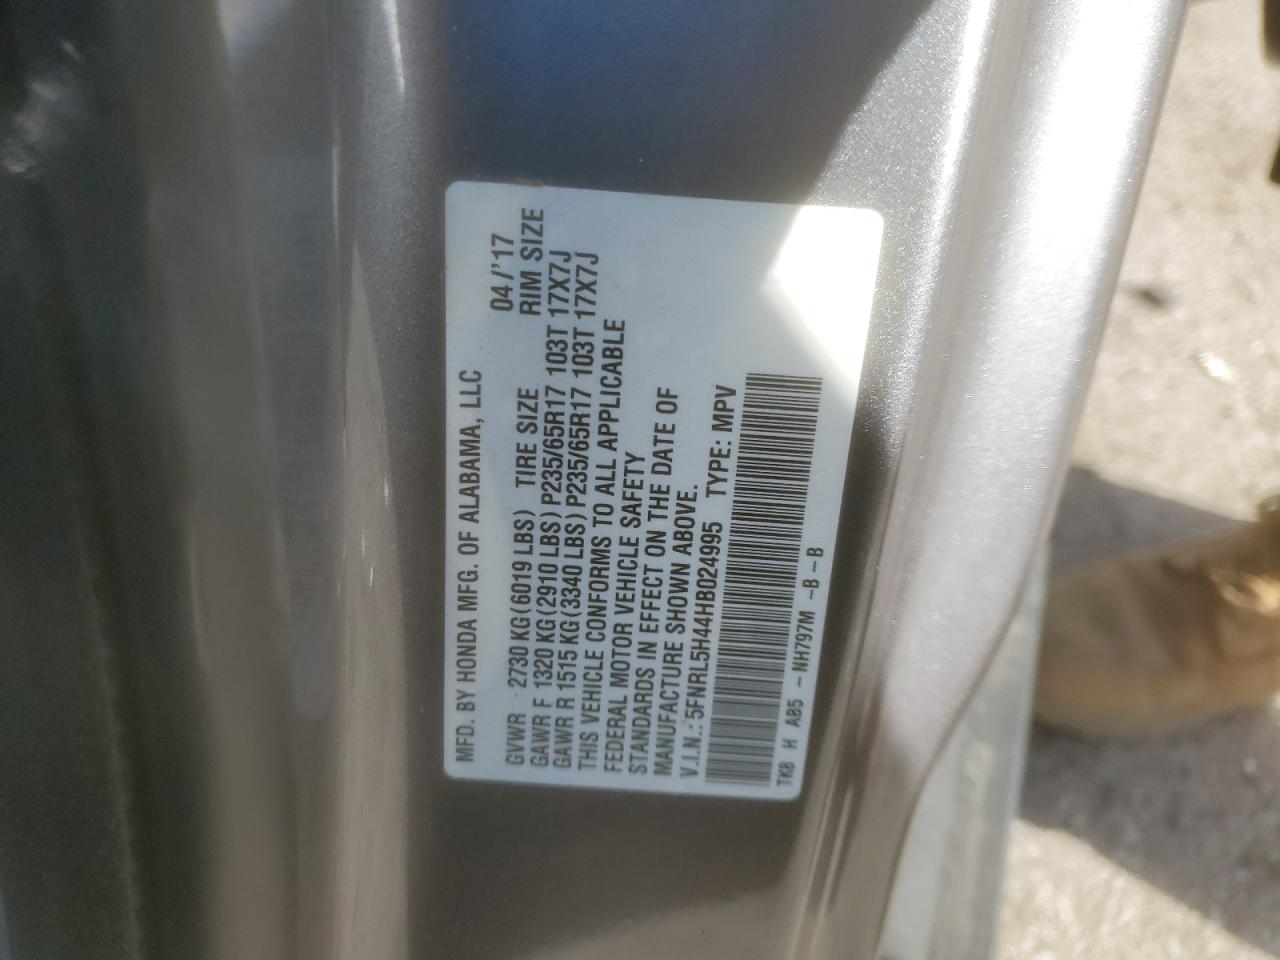 MFD. BY HONDA MFG. OF ALABAMA, LLC
04/'17
GVWR 2730 KG(6019 LBS) TIRE SIZE RIM SIZE
GAWR F 1320 KG(2910 LBS) P235/65R17 103T 17X7J
GAWR R 1515 KG(3340 LBS) P235/65R17 103T 17X7J
THIS VEHICLE CONFORMS TO ALL APPLICABLE
FEDERAL MOTOR VEHICLE SAFETY
STANDARDS IN EFFECT ON THE DATE OF
MANUFACTURE SHOWN ABOVE.
V.I.N.: 5FNRL5H44HB024995 TYPE: MPV
TK8 H AB5 -NH797M -B-B